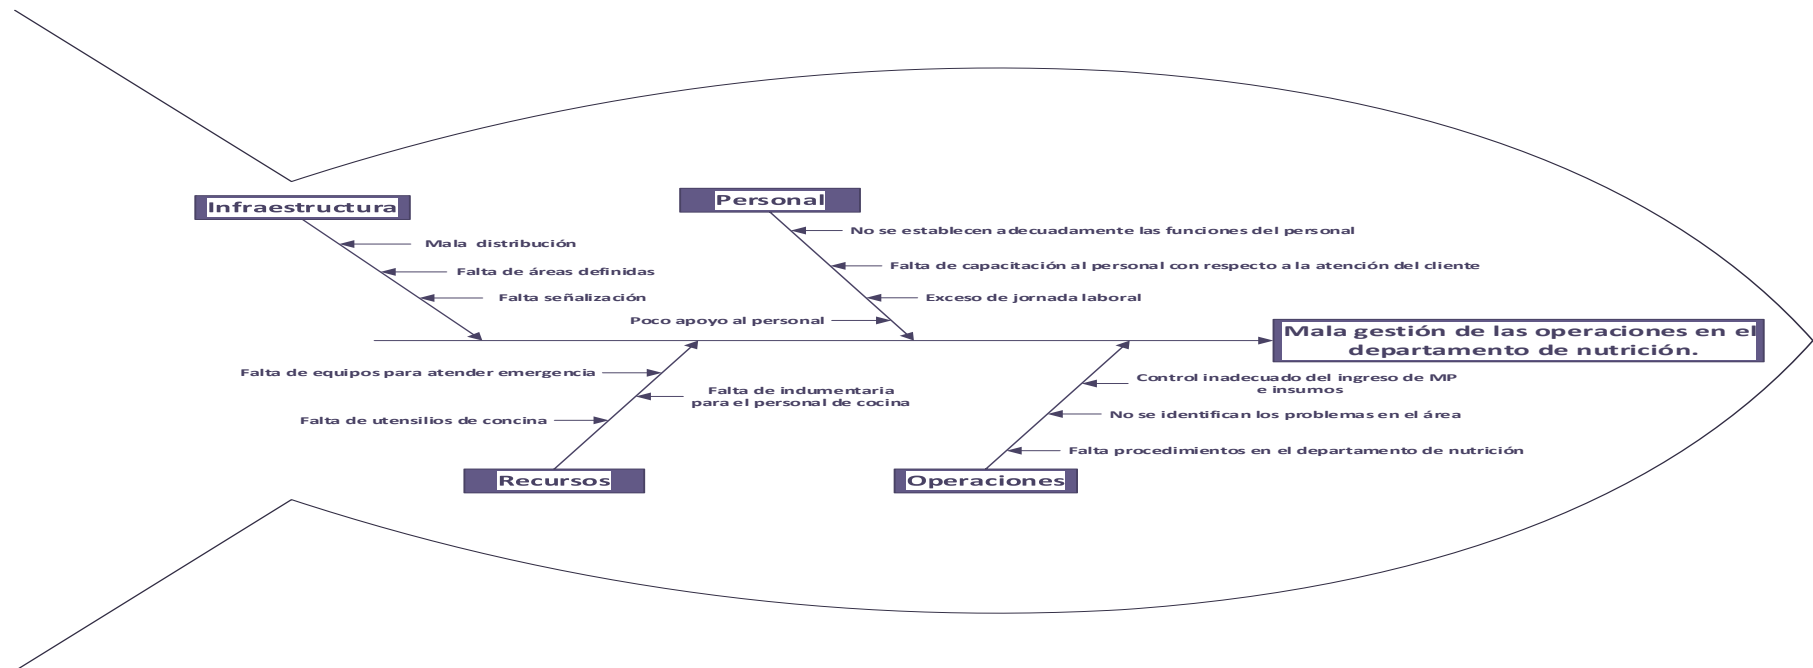 Infraestructura
Mala distribución
Falta de áreas definidas
Falta señalización
Personal
No se establecen adecuadamente las funciones del personal
Falta de capacitación al personal con respecto a la atención del cliente
Exceso de jornada laboral
Poco apoyo al personal
Mala gestión de las operaciones en el
departamento de nutrición.
Falta de equipos para atender emergencia
Falta de indumentaria
para el personal de cocina
Falta de utensilios de concina
Recursos
Control inadecuado del ingreso de MP
e insumos
No se identifican los problemas en el área
Falta procedimientos en el departamento de nutrición
Operaciones